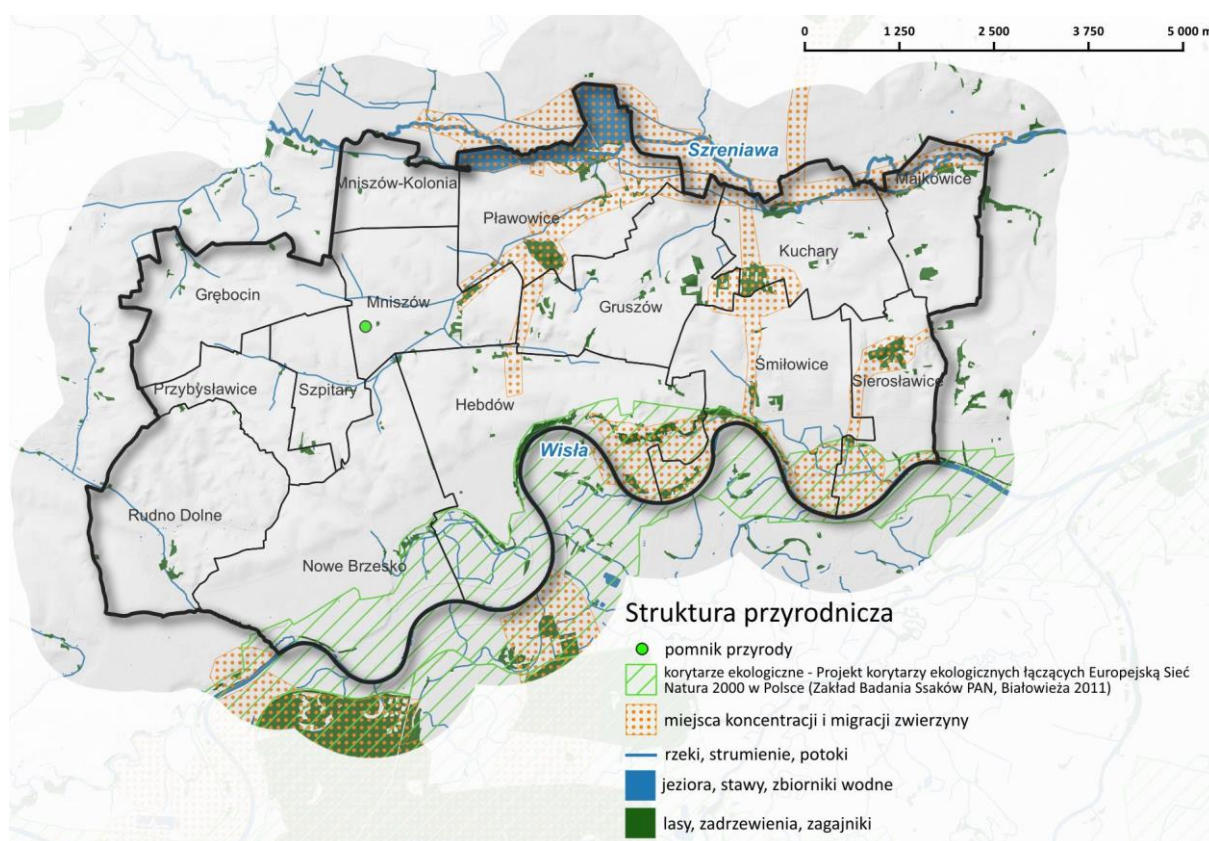 0 1 250 2 500 3 750 5 000 m
Szreniawa
Mniszów-Kolonia
Majkowice
Pławowice
Kuchary
Grębocin
Mniszów
Gruszów
Przybysławice
Szpitary
Hebdów
Śmiłowice
Sierosławice
Wisła
Rudno Dolne
Nowe Brzesko
Struktura przyrodnicza
pomnik przyrody
korytarze ekologiczne - Projekt korytarzy ekologicznych łączących Europejską Sieć
Natura 2000 w Polsce (Zakład Badania Ssaków PAN, Białowieża 2011)
miejsca koncentracji i migracji zwierzyny
rzeki, strumienie, potoki
jeziora, stawy, zbiorniki wodne
lasy, zadrzewienia, zagajniki